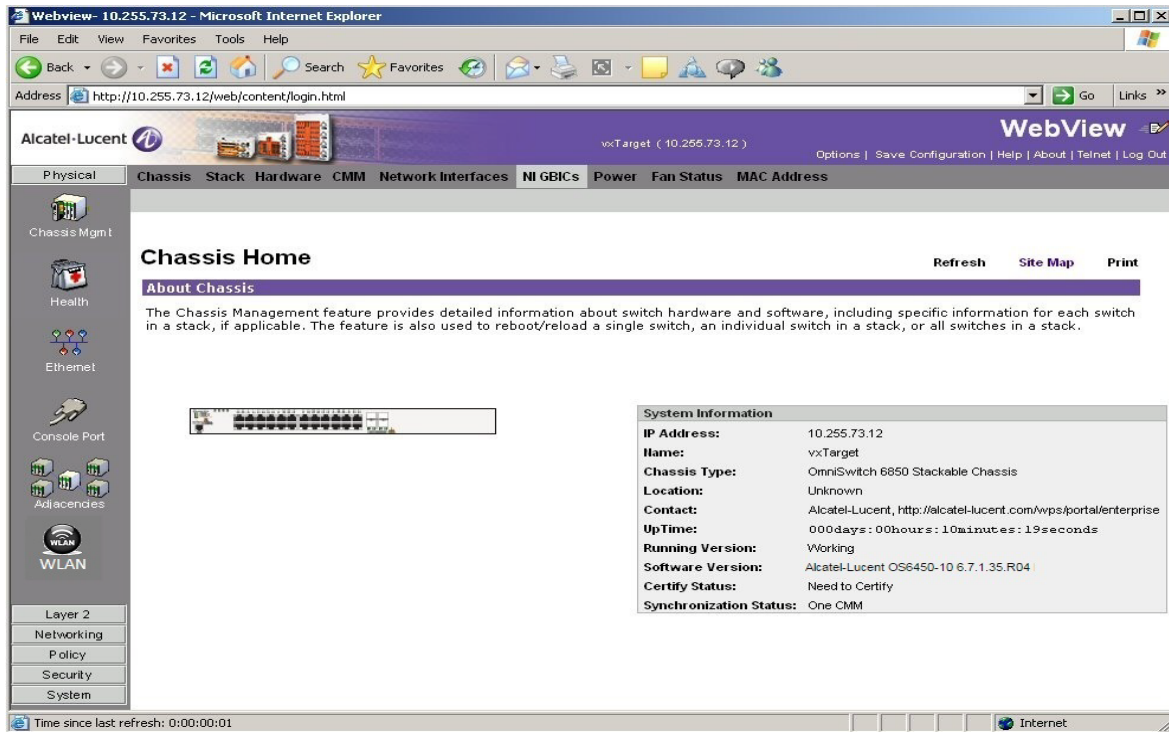 Webview- 10.255.73.12 - Microsoft Internet Explorer
File Edit View Favorites Tools Help
Back Search Favorites
Address http://10.255.73.12/web/content/login.html Go Links »
Alcatel·Lucent
vxTarget ( 10.255.73.12 )
WebView
Options | Save Configuration | Help | About | Telnet | Log Out
Physical
Chassis Stack Hardware CMM Network Interfaces NI GBICs Power Fan Status MAC Address
Chassis Mgmt
Health
Ethernet
Console Port
Adjacencies
WLAN
WLAN
Layer 2
Networking
Policy
Security
System
Chassis Home
Refresh Site Map Print
About Chassis
The Chassis Management feature provides detailed information about switch hardware and software, including specific information for each switch
in a stack, if applicable. The feature is also used to reboot/reload a single switch, an individual switch in a stack, or all switches in a stack.
System Information
IP Address: 10.255.73.12
Name: vxTarget
Chassis Type: OmniSwitch 6850 Stackable Chassis
Location: Unknown
Contact: Alcatel-Lucent, http://alcatel-lucent.com/wps/portal/enterprise
UpTime: 000days:00hours:10minutes:19seconds
Running Version: Working
Software Version: Alcatel-Lucent OS6450-10 6.7.1.35.R04
Certify Status: Need to Certify
Synchronization Status: One CMM
Time since last refresh: 0:00:00:01
Internet